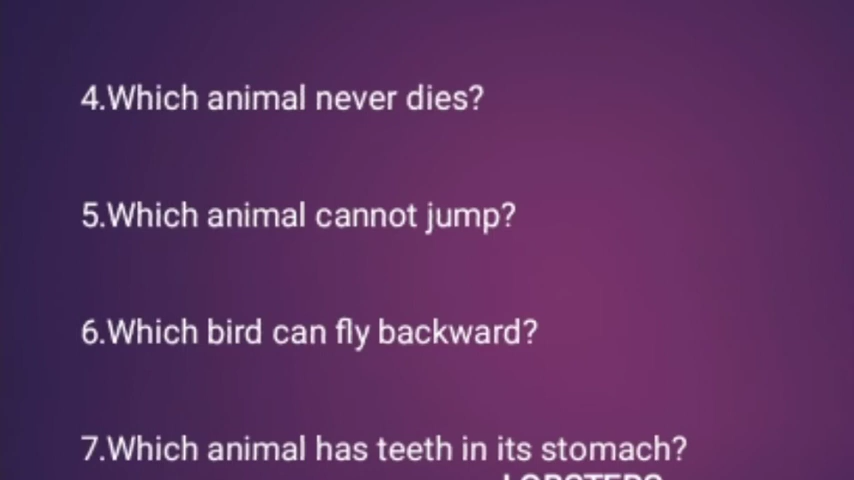 4.Which animal never dies?
5.Which animal cannot jump?
6.Which bird can fly backward?
7.Which animal has teeth in its stomach?
LOBSTERS